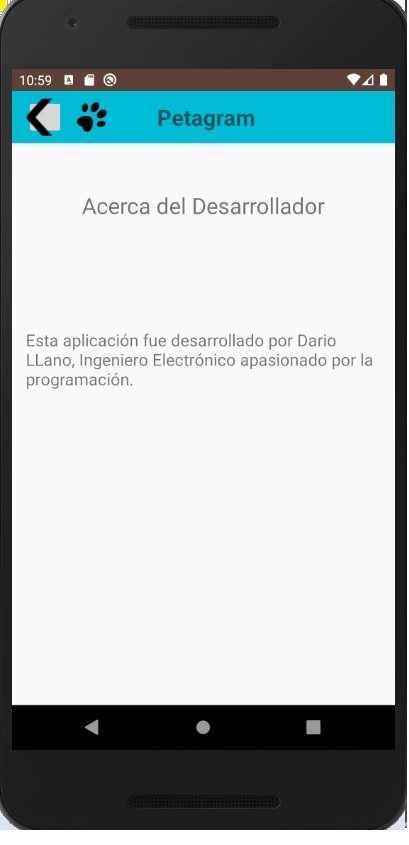 10:59
Petagram
Acerca del Desarrollador
Esta aplicación fue desarrollado por Dario
LLano, Ingeniero Electrónico apasionado por la
programación.